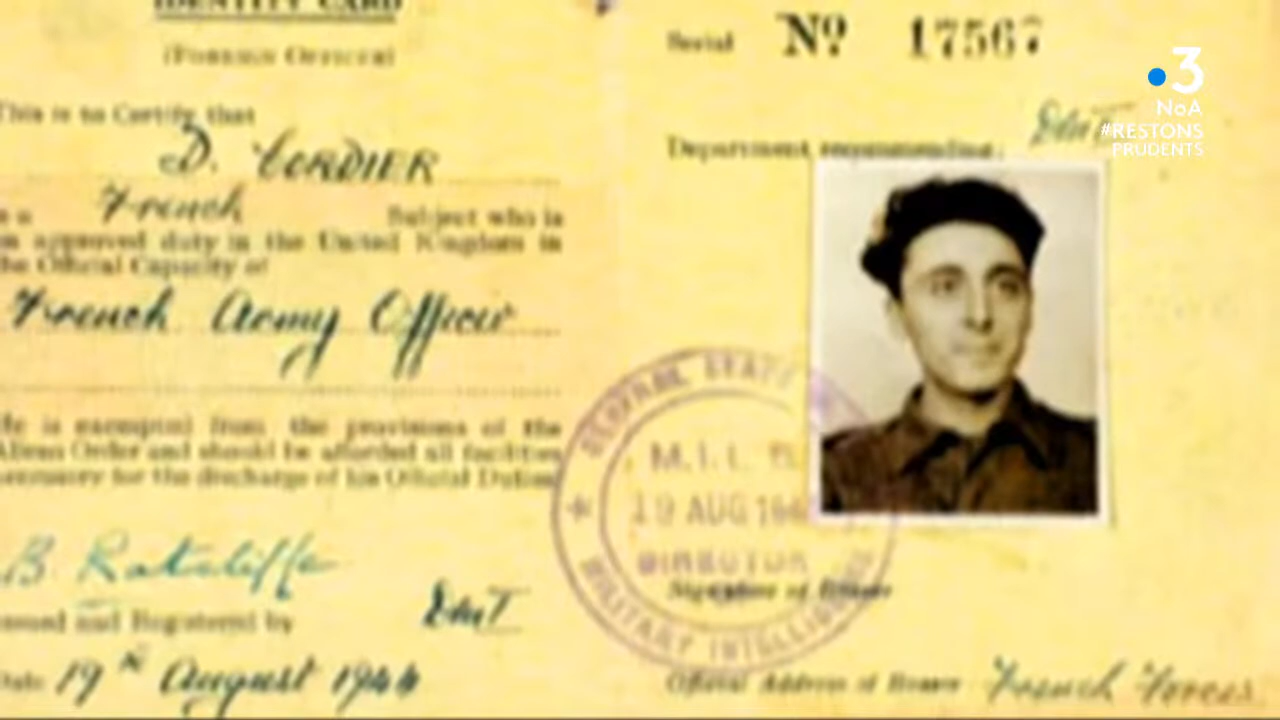 IDENTITY CARD
(FOREIGN OFFICER)
This is to Certify that
D. CORDIER
is a French Subject who is
on approved duty in the United Kingdom in
the Official Capacity of
French Army Officer
He is exempted from the provisions of the
Aliens Order and should be afforded all facilities
necessary for the discharge of his Official Duties
B. Ratcliffe
Issued and Registered by
Date 19th August 1944
Serial No 17567
Department recommending:
GENERAL STAFF
M.I.
19 AUG 194
DIRECTOR
MILITARY INTELLIGENCE
Signature of Bearer
Official Address of Bearer French Forces
3
NoA
#RESTONS
PRUDENTS